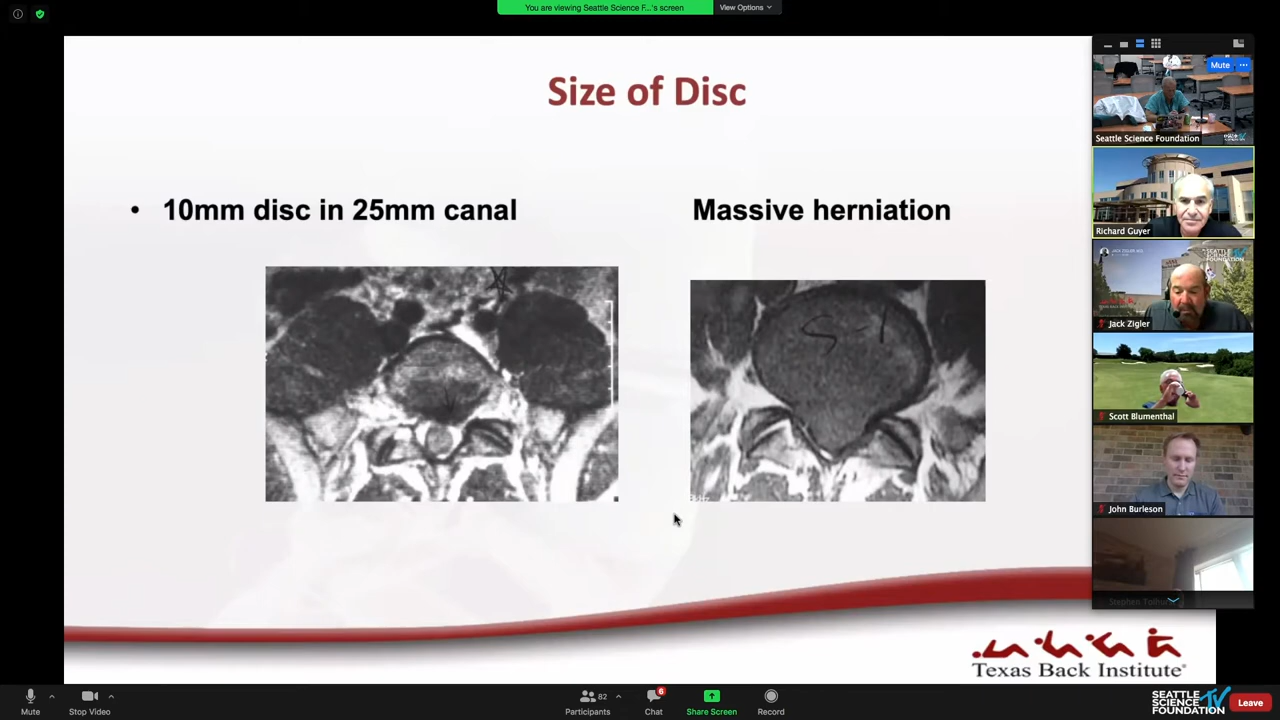 You are viewing Seattle Science F...'s screen
View Options
Size of Disc
• 10mm disc in 25mm canal
Massive herniation
S 1
Texas Back Institute
Mute
Seattle Science Foundation
Richard Guyer
Jack Zigler
Scott Blumenthal
John Burleson
Mute
Stop Video
82
Participants
6
Chat
Share Screen
Record
SEATTLE
SCIENCE
FOUNDATION
TV
Leave